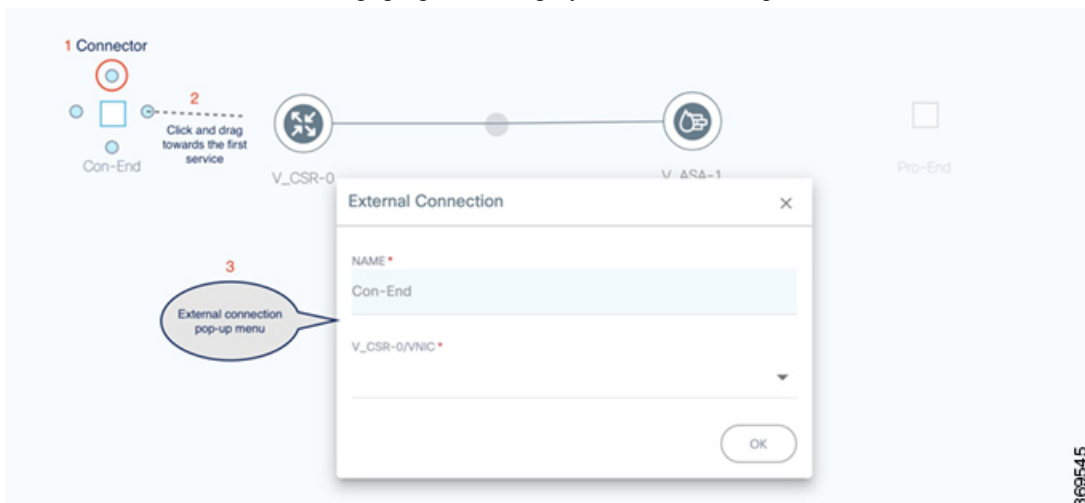 1 Connector
2
Click and drag
towards the first
service
Con-End
V_CSR-0
V_ASA-1
Pro-End
External Connection
×
NAME *
Con-End
3
External connection
pop-up menu
V_CSR-0/VNIC *
OK
369545